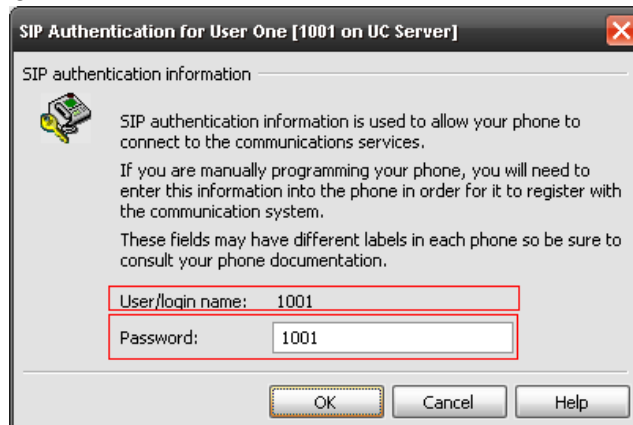 SIP Authentication for User One [1001 on UC Server]
SIP authentication information
SIP authentication information is used to allow your phone to
connect to the communications services.
If you are manually programming your phone, you will need to
enter this information into the phone in order for it to register with
the communication system.
These fields may have different labels in each phone so be sure to
consult your phone documentation.
User/login name: 1001
Password: 1001
OK Cancel Help